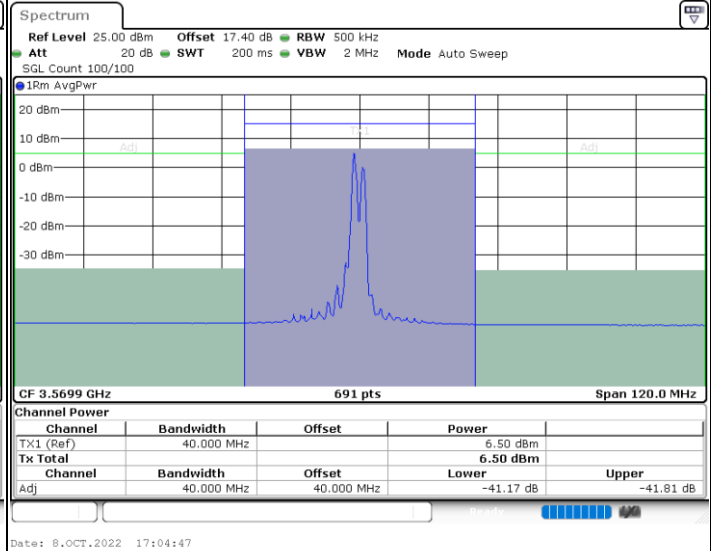 Spectrum
Ref Level 25.00 dBm Offset 17.40 dB RBW 500 kHz
Att 20 dB SWT 200 ms VBW 2 MHz Mode Auto Sweep
SGL Count 100/100
1Rm AvgPwr
20 dBm
TX1
10 dBm
Adj Adj
0 dBm
-10 dBm
-20 dBm
-30 dBm
CF 3.5699 GHz 691 pts Span 120.0 MHz
Channel Power
Channel Bandwidth Offset Power
TX1 (Ref) 40.000 MHz 6.50 dBm
Tx Total 6.50 dBm
Channel Bandwidth Offset Lower Upper
Adj 40.000 MHz 40.000 MHz -41.17 dB -41.81 dB
Ready
Date: 8.OCT.2022 17:04:47